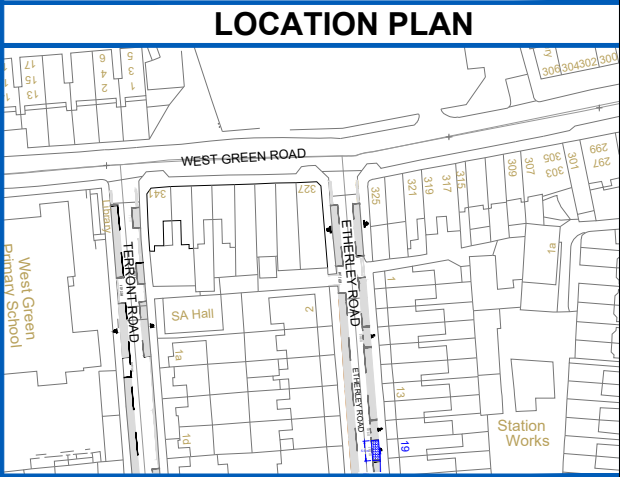 LOCATION PLAN
17
15
13
6
4
2
5
3
1
306
304
302
300
WEST GREEN ROAD
341
327
325
321
319
317
315
309
307
305
303
301
299
297
1a
Library
TERRONT ROAD
ETHERLEY ROAD
West Green
Primary School
SA Hall
2
1
1a
1d
ETHERLEY ROAD
13
19
Station
Works